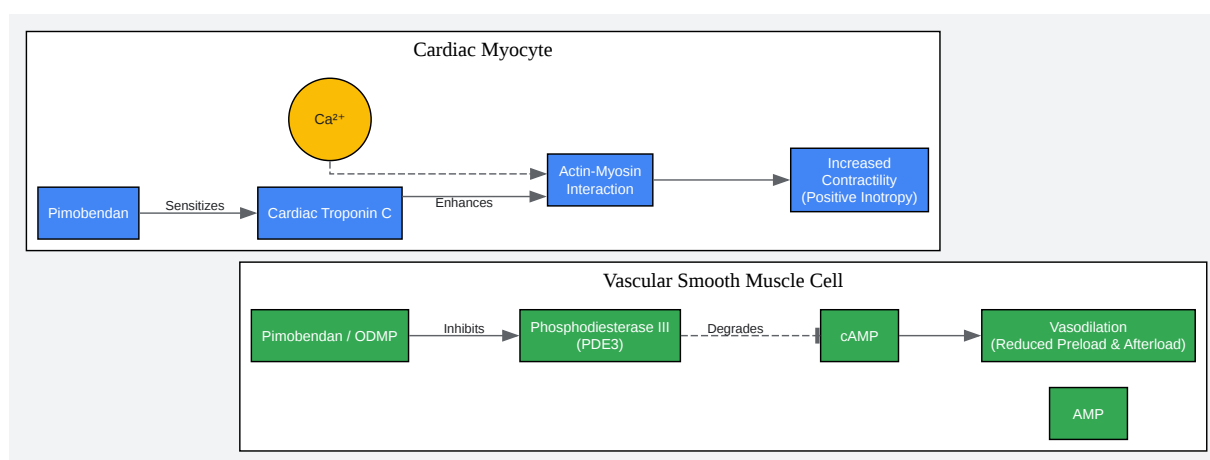 Cardiac Myocyte
Ca²⁺
Pimobendan
Sensitizes
Cardiac Troponin C
Enhances
Actin-Myosin
Interaction
Increased
Contractility
(Positive Inotropy)
Vascular Smooth Muscle Cell
Pimobendan / ODMP
Inhibits
Phosphodiesterase III
(PDE3)
Degrades
cAMP
Vasodilation
(Reduced Preload & Afterload)
AMP